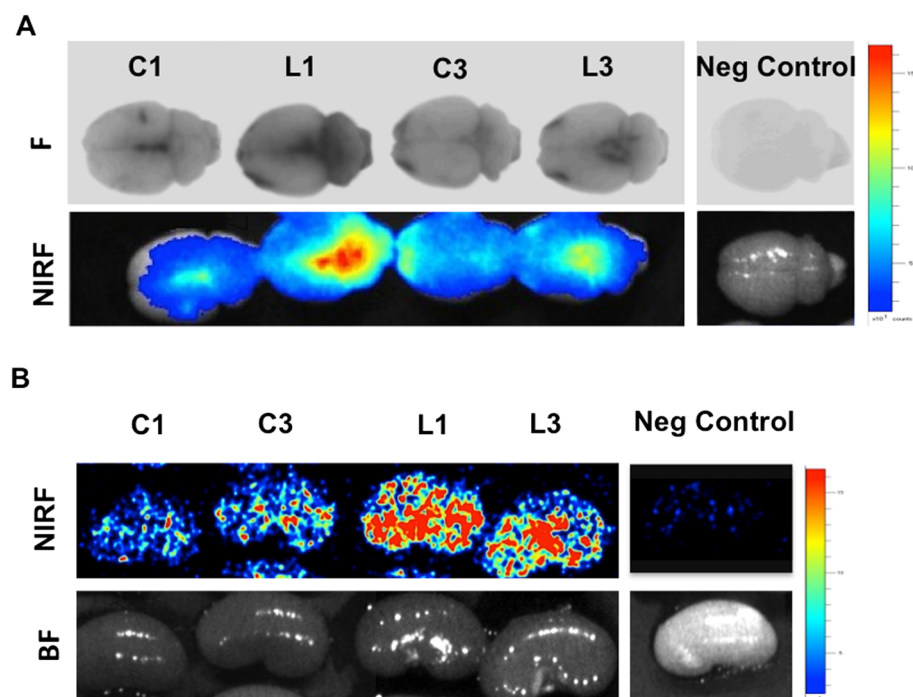 A
C1 L1 C3 L3 Neg Control
F
NIRF
B
C1 C3 L1 L3 Neg Control
NIRF
BF